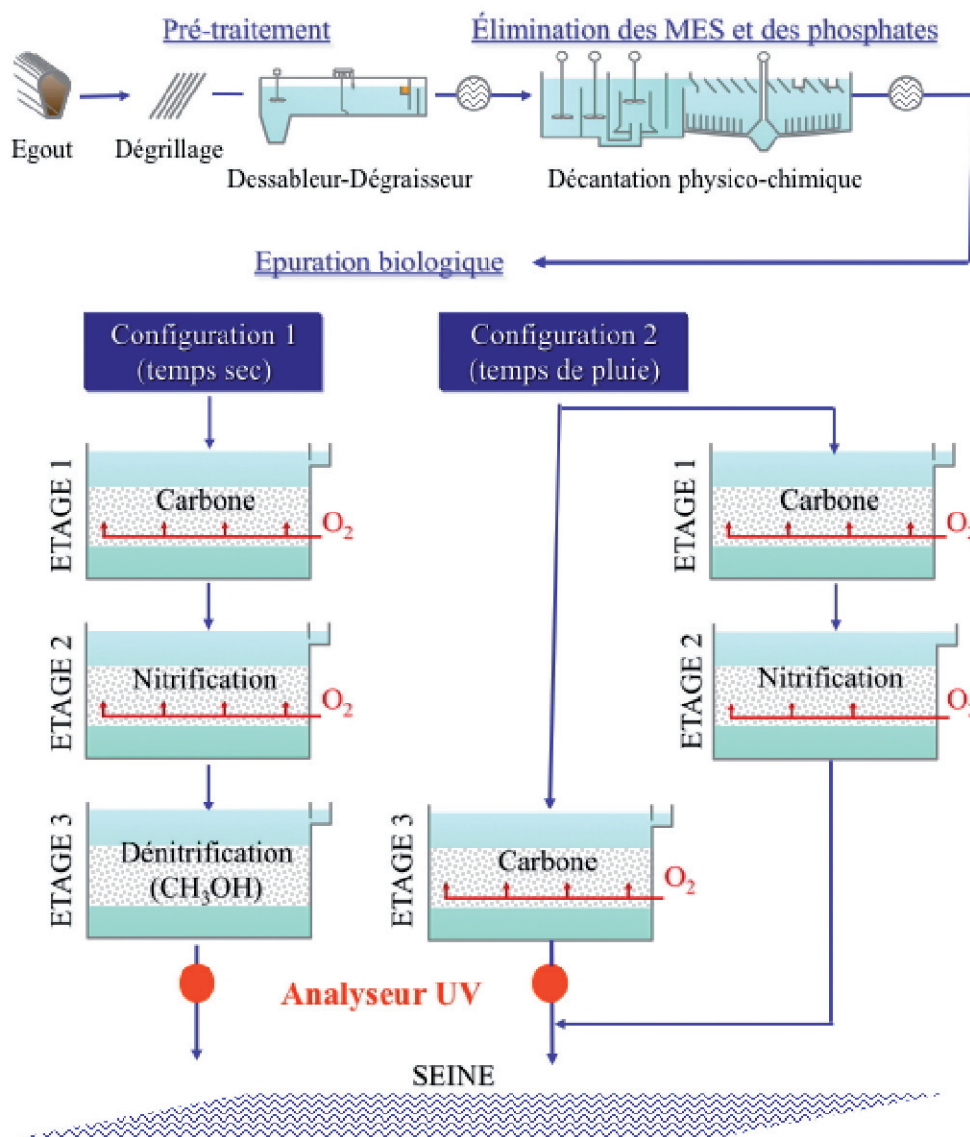 Pré-traitement
Élimination des MES et des phosphates
Egout
Dégrillage
Dessableur-Dégraisseur
Décantation physico-chimique
Epuration biologique
Configuration 1
(temps sec)
Configuration 2
(temps de pluie)
ETAGE 1
Carbone
O2
ETAGE 1
Carbone
O2
ETAGE 2
Nitrification
O2
ETAGE 2
Nitrification
O2
ETAGE 3
Dénitrification
(CH3OH)
ETAGE 3
Carbone
O2
Analyseur UV
SEINE